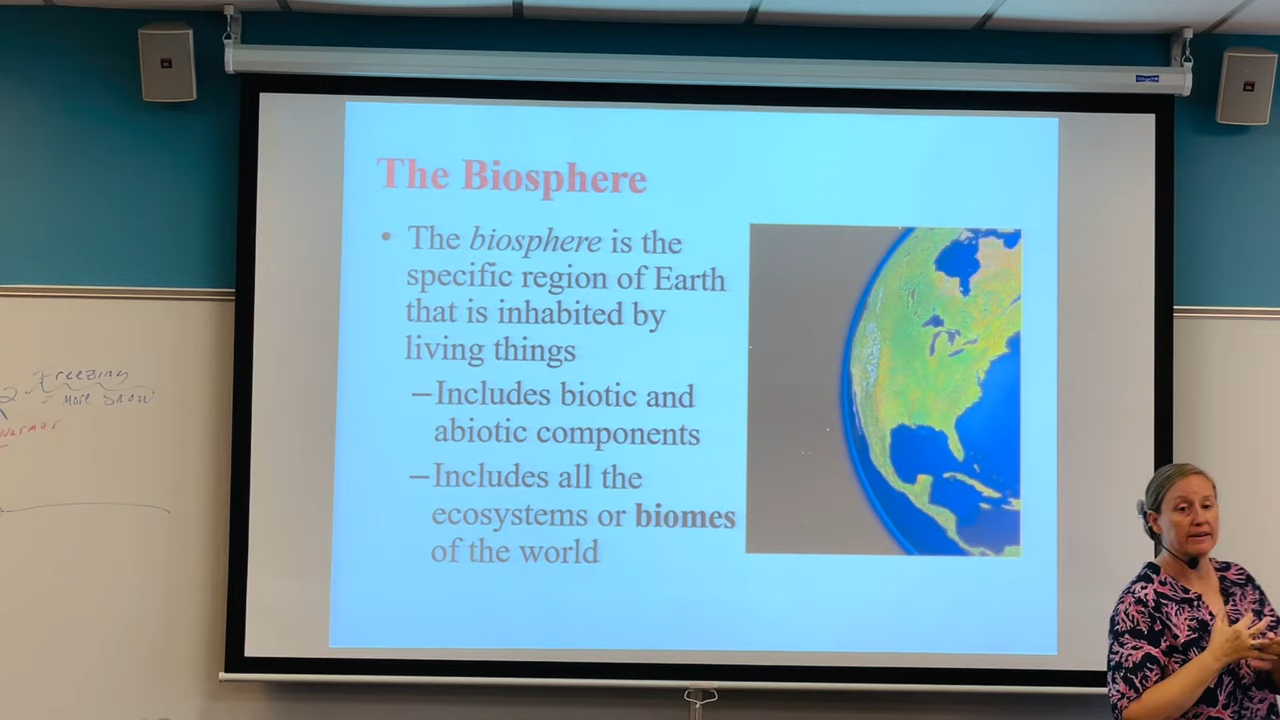 The Biosphere
• The biosphere is the
specific region of Earth
that is inhabited by
living things
–Includes biotic and
abiotic components
–Includes all the
ecosystems or biomes
of the world
Freezing
= more Snow
warmer